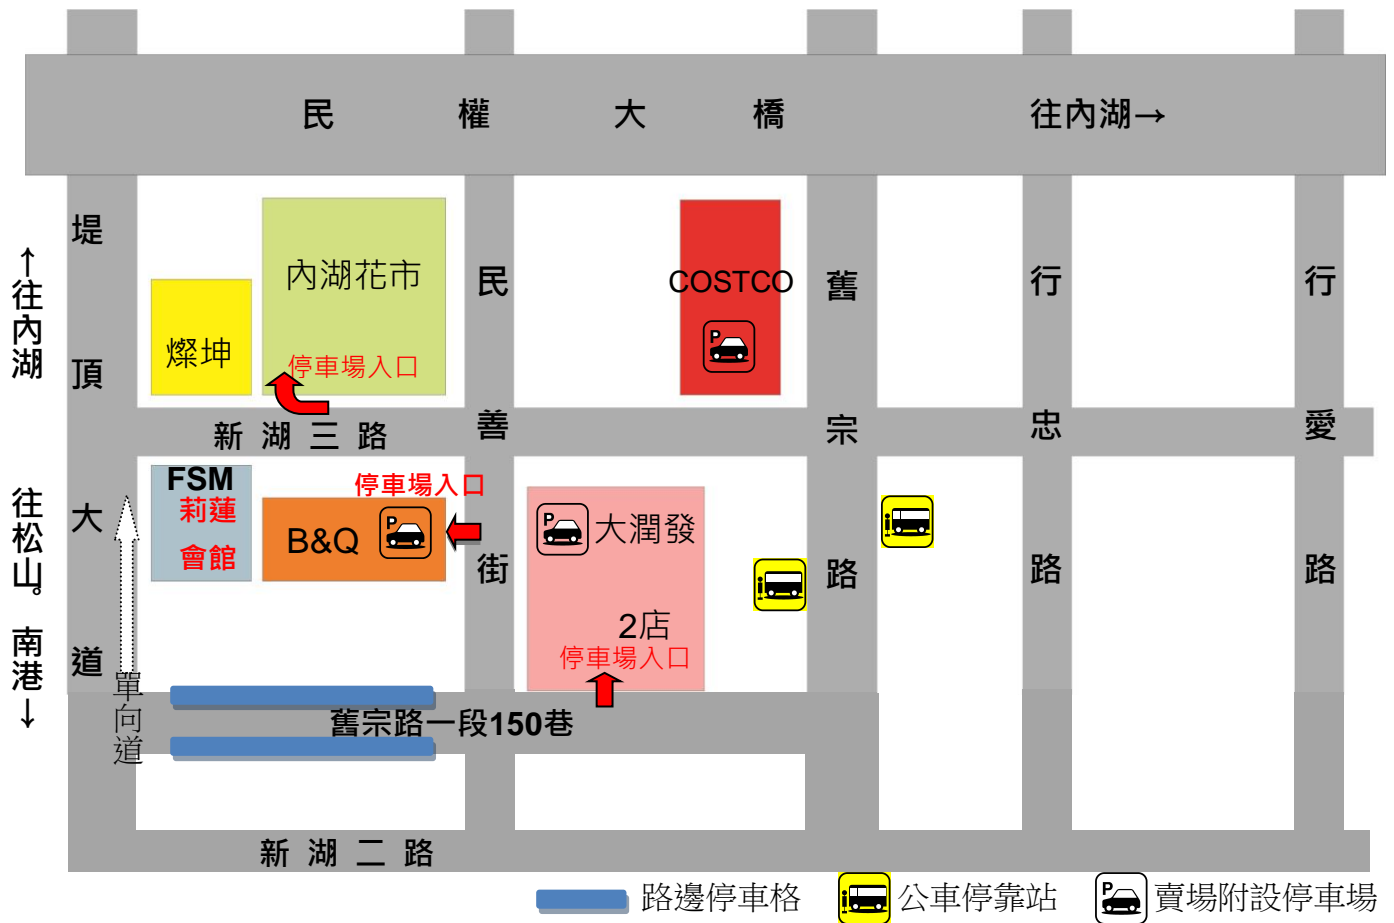 民權大橋 往內湖→
堤頂大道
←往內湖
往松山。南港→
民善街
舊宗路
行忠路
行愛路
內湖花市
停車場入口
燦坤
COSTCO
P
新湖三路
FSM
莉蓮
會館
停車場入口
B&Q
P
P
大潤發
2店
停車場入口
單向道
舊宗路一段150巷
新湖二路
路邊停車格
公車停靠站
P
賣場附設停車場